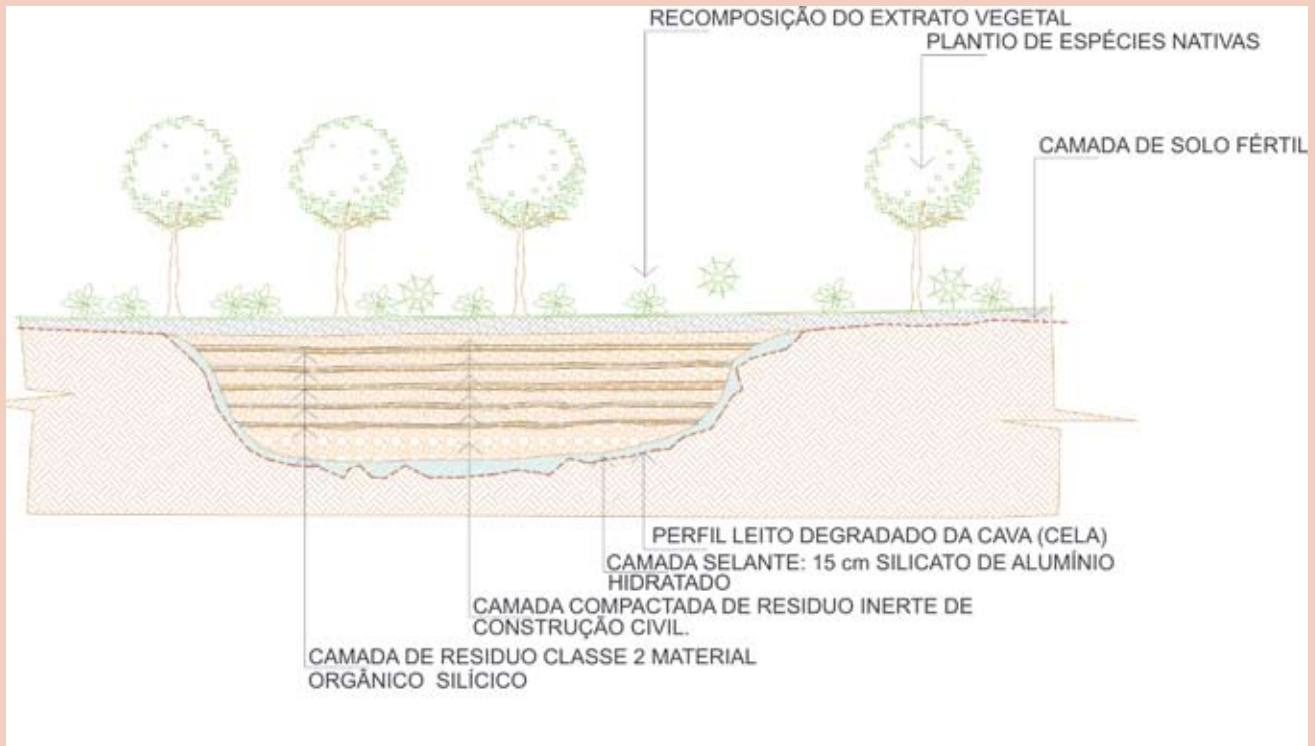 RECOMPOSIÇÃO DO EXTRATO VEGETAL
PLANTIO DE ESPÉCIES NATIVAS
CAMADA DE SOLO FÉRTIL
PERFIL LEITO DEGRADADO DA CAVA (CELA)
CAMADA SELANTE: 15 cm SILICATO DE ALUMÍNIO
HIDRATADO
CAMADA COMPACTADA DE RESIDUO INERTE DE
CONSTRUÇÃO CIVIL.
CAMADA DE RESIDUO CLASSE 2 MATERIAL
ORGÂNICO SILÍCICO